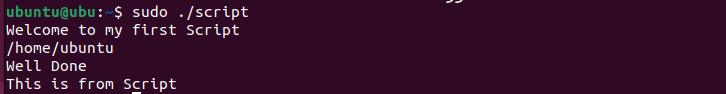 ubuntu@ubu:~$ sudo ./script
Welcome to my first Script
/home/ubuntu
Well Done
This is from Script